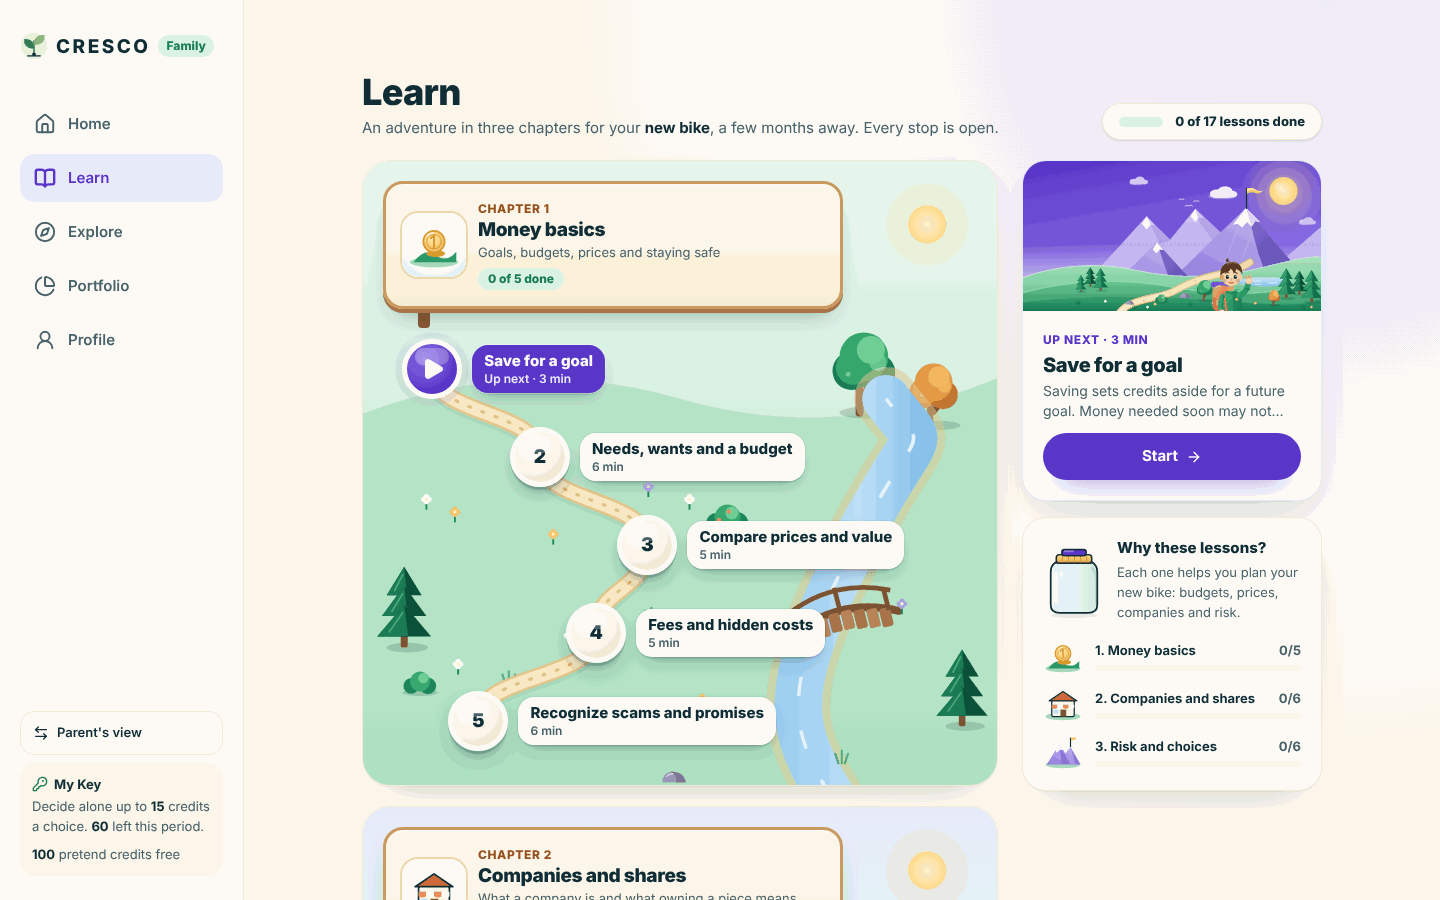 CRESCO Family
Home
Learn
Explore
Portfolio
Profile
Parent's view
My Key
Decide alone up to 15 credits
a choice. 60 left this period.
100 pretend credits free
Learn
An adventure in three chapters for your new bike, a few months away. Every stop is open.
0 of 17 lessons done
CHAPTER 1
Money basics
Goals, budgets, prices and staying safe
0 of 5 done
Save for a goal
Up next · 3 min
2
Needs, wants and a budget
6 min
3
Compare prices and value
5 min
4
Fees and hidden costs
5 min
5
Recognize scams and promises
6 min
CHAPTER 2
Companies and shares
What a company is and what owning a piece means
UP NEXT · 3 MIN
Save for a goal
Saving sets credits aside for a future
goal. Money needed soon may not...
Start
Why these lessons?
Each one helps you plan your
new bike: budgets, prices,
companies and risk.
1. Money basics 0/5
2. Companies and shares 0/6
3. Risk and choices 0/6